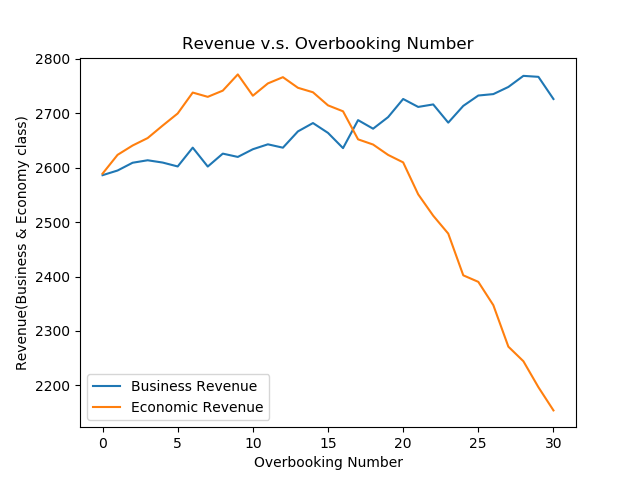 Revenue v.s. Overbooking Number
2800
2700
2600
2500
2400
2300
2200
Revenue(Business & Economy class)
Business Revenue
Economic Revenue
0 5 10 15 20 25 30
Overbooking Number